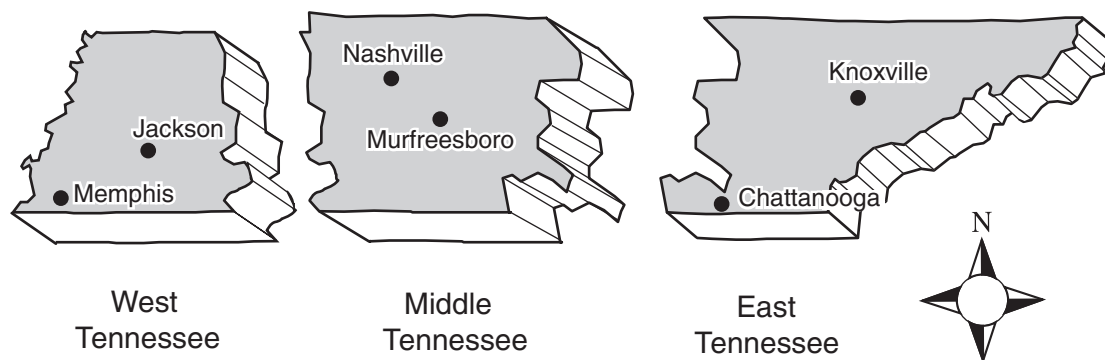 Nashville
Knoxville
Jackson
Murfreesboro
Memphis
Chattanooga
N
West
Tennessee
Middle
Tennessee
East
Tennessee